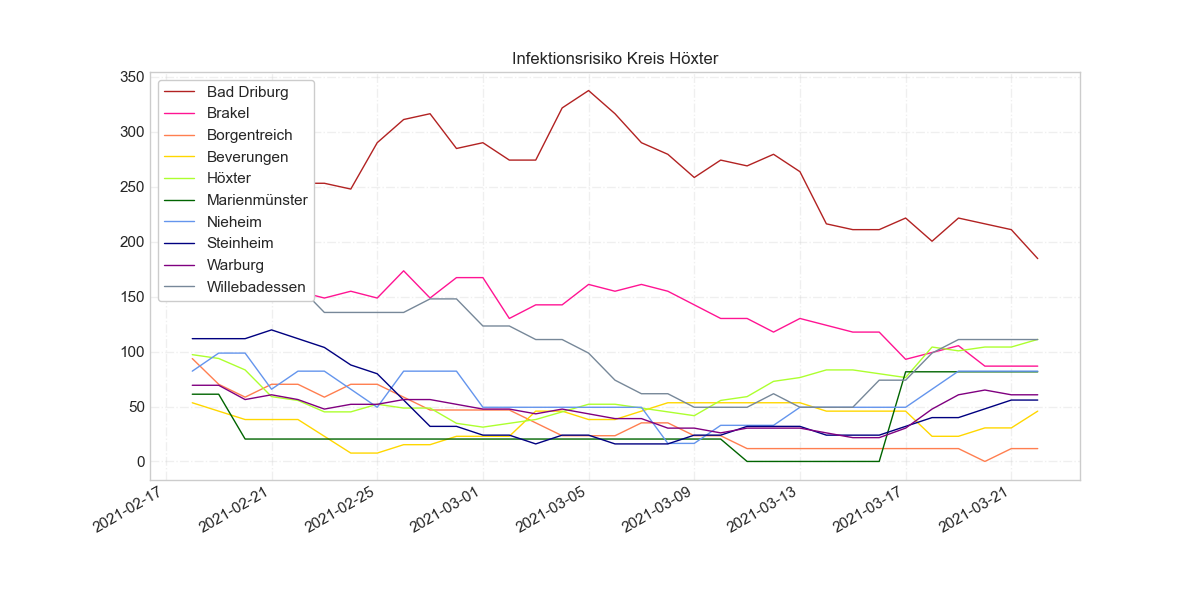 Infektionsrisiko Kreis Höxter
350
300
250
200
150
100
50
0
Bad Driburg
Brakel
Borgentreich
Beverungen
Höxter
Marienmünster
Nieheim
Steinheim
Warburg
Willebadessen
2021-02-17
2021-02-21
2021-02-25
2021-03-01
2021-03-05
2021-03-09
2021-03-13
2021-03-17
2021-03-21